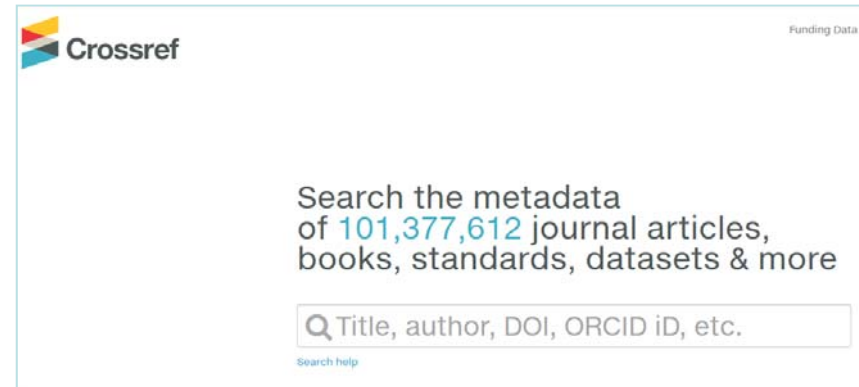 Crossref
Funding Data
Search the metadata
of 101,377,612 journal articles,
books, standards, datasets & more
Title, author, DOI, ORCID iD, etc.
Search help